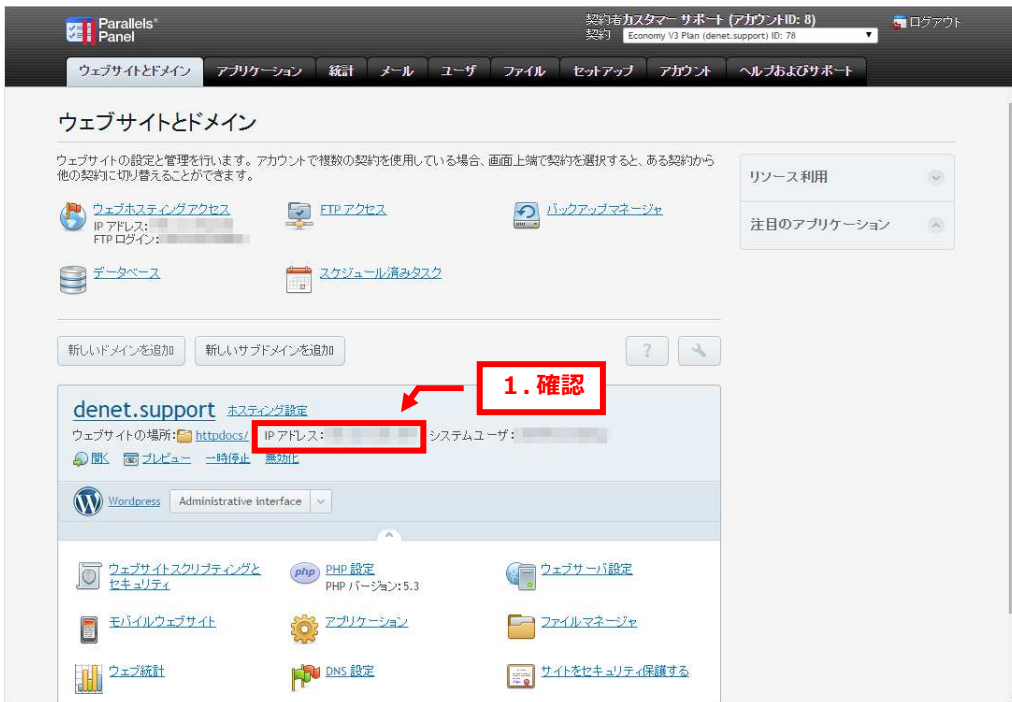 Parallels®
Panel
契約者カスタマー サポート (アカウントID: 8)
契約 Economy V3 Plan (denet.support) ID: 78
ログアウト
ウェブサイトとドメイン アプリケーション 統計 メール ユーザ ファイル セットアップ アカウント ヘルプおよびサポート
ウェブサイトとドメイン
ウェブサイトの設定と管理を行います。アカウントで複数の契約を使用している場合、画面上端で契約を選択すると、ある契約から
他の契約に切り替えることができます。
リソース利用
注目のアプリケーション
ウェブホスティングアクセス
IP アドレス:
FTP ログイン:
FTP アクセス
バックアップマネージャ
データベース
スケジュール済みタスク
新しいドメインを追加 新しいサブドメインを追加
?
1.確認
denet.support ホスティング設定
ウェブサイトの場所: httpdocs/ IP アドレス: システムユーザ:
開く プレビュー 一時停止 無効化
Wordpress Administrative interface
ウェブサイトスクリプティングと
セキュリティ
php PHP 設定
PHP バージョン: 5.3
ウェブサーバ設定
モバイルウェブサイト
アプリケーション
ファイルマネージャ
ウェブ統計
DNS 設定
サイトをセキュリティ保護する